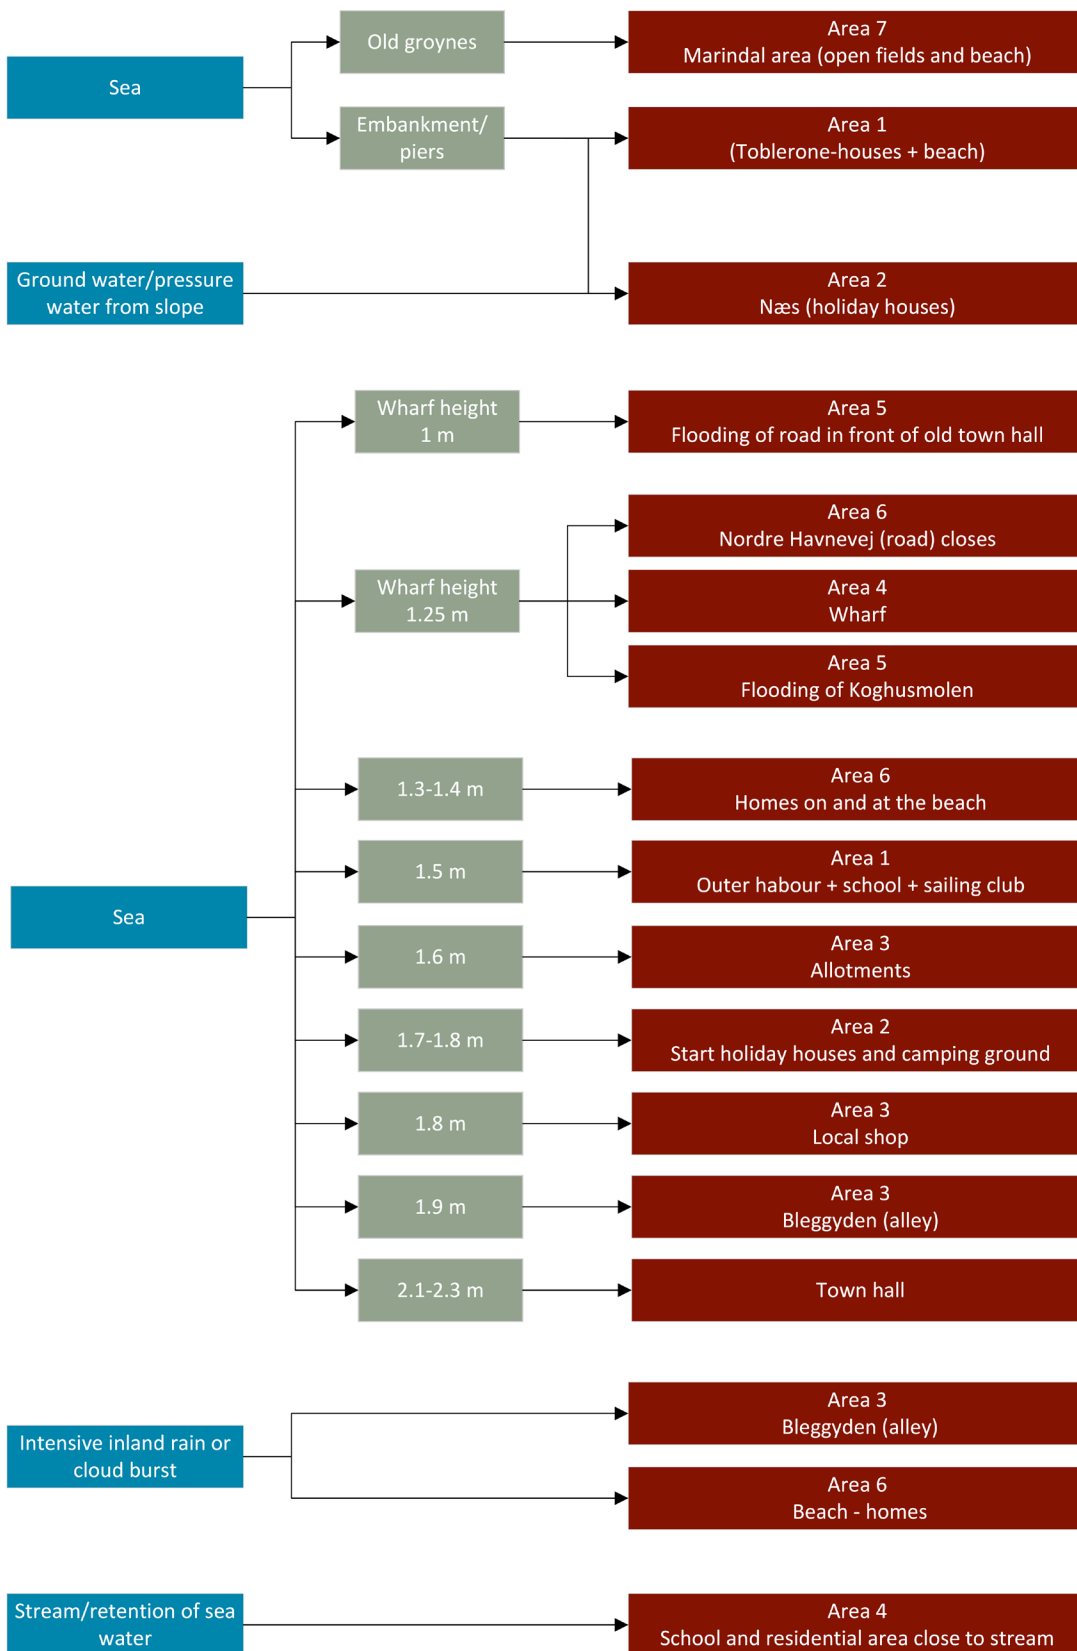 Sea
Old groynes
Area 7
Marindal area (open fields and beach)
Embankment/
piers
Area 1
(Toblerone-houses + beach)
Ground water/pressure
water from slope
Area 2
Næs (holiday houses)
Sea
Wharf height
1 m
Area 5
Flooding of road in front of old town hall
Wharf height
1.25 m
Area 6
Nordre Havnevej (road) closes
Area 4
Wharf
Area 5
Flooding of Koghusmolen
1.3-1.4 m
Area 6
Homes on and at the beach
1.5 m
Area 1
Outer habour + school + sailing club
1.6 m
Area 3
Allotments
1.7-1.8 m
Area 2
Start holiday houses and camping ground
1.8 m
Area 3
Local shop
1.9 m
Area 3
Bleggyden (alley)
2.1-2.3 m
Town hall
Intensive inland rain or
cloud burst
Area 3
Bleggyden (alley)
Area 6
Beach - homes
Stream/retention of sea
water
Area 4
School and residential area close to stream